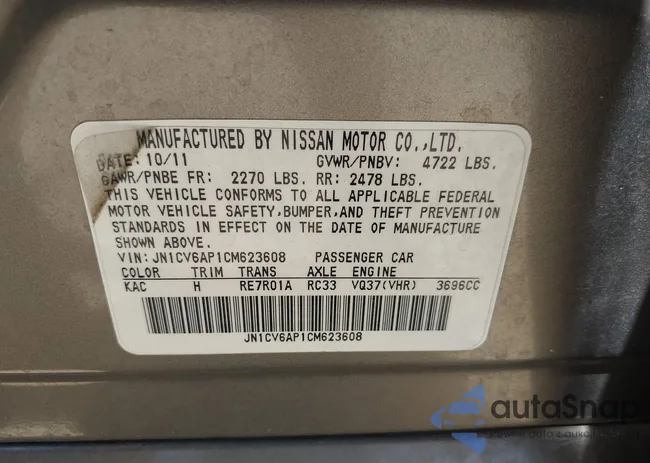 MANUFACTURED BY NISSAN MOTOR CO.,LTD.
DATE: 10/11 GVWR/PNBV: 4722 LBS.
GAWR/PNBE FR: 2270 LBS. RR: 2478 LBS.
THIS VEHICLE CONFORMS TO ALL APPLICABLE FEDERAL
MOTOR VEHICLE SAFETY,BUMPER,AND THEFT PREVENTION
STANDARDS IN EFFECT ON THE DATE OF MANUFACTURE
SHOWN ABOVE.
VIN: JN1CV6AP1CM623608 PASSENGER CAR
COLOR TRIM TRANS AXLE ENGINE
KAC H RE7R01A RC33 VQ37(VHR) 3696CC
JN1CV6AP1CM623608
autaSnap